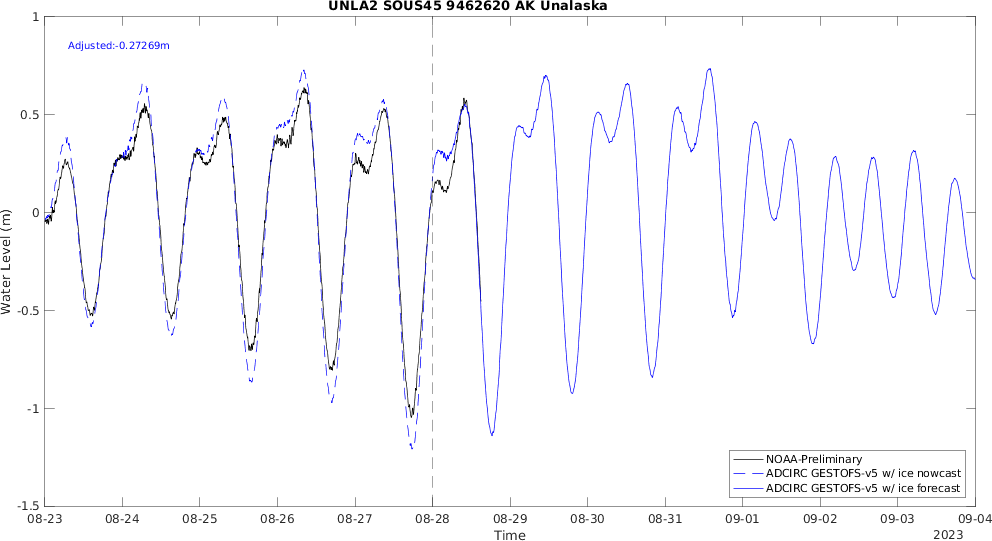 UNLA2 SOUS45 9462620 AK Unalaska
Adjusted:-0.27269m
Water Level (m)
1
0.5
0
-0.5
-1
-1.5
NOAA-Preliminary
ADCIRC GESTOFS-v5 w/ ice nowcast
ADCIRC GESTOFS-v5 w/ ice forecast
08-23 08-24 08-25 08-26 08-27 08-28 08-29 08-30 08-31 09-01 09-02 09-03 09-04
Time
2023